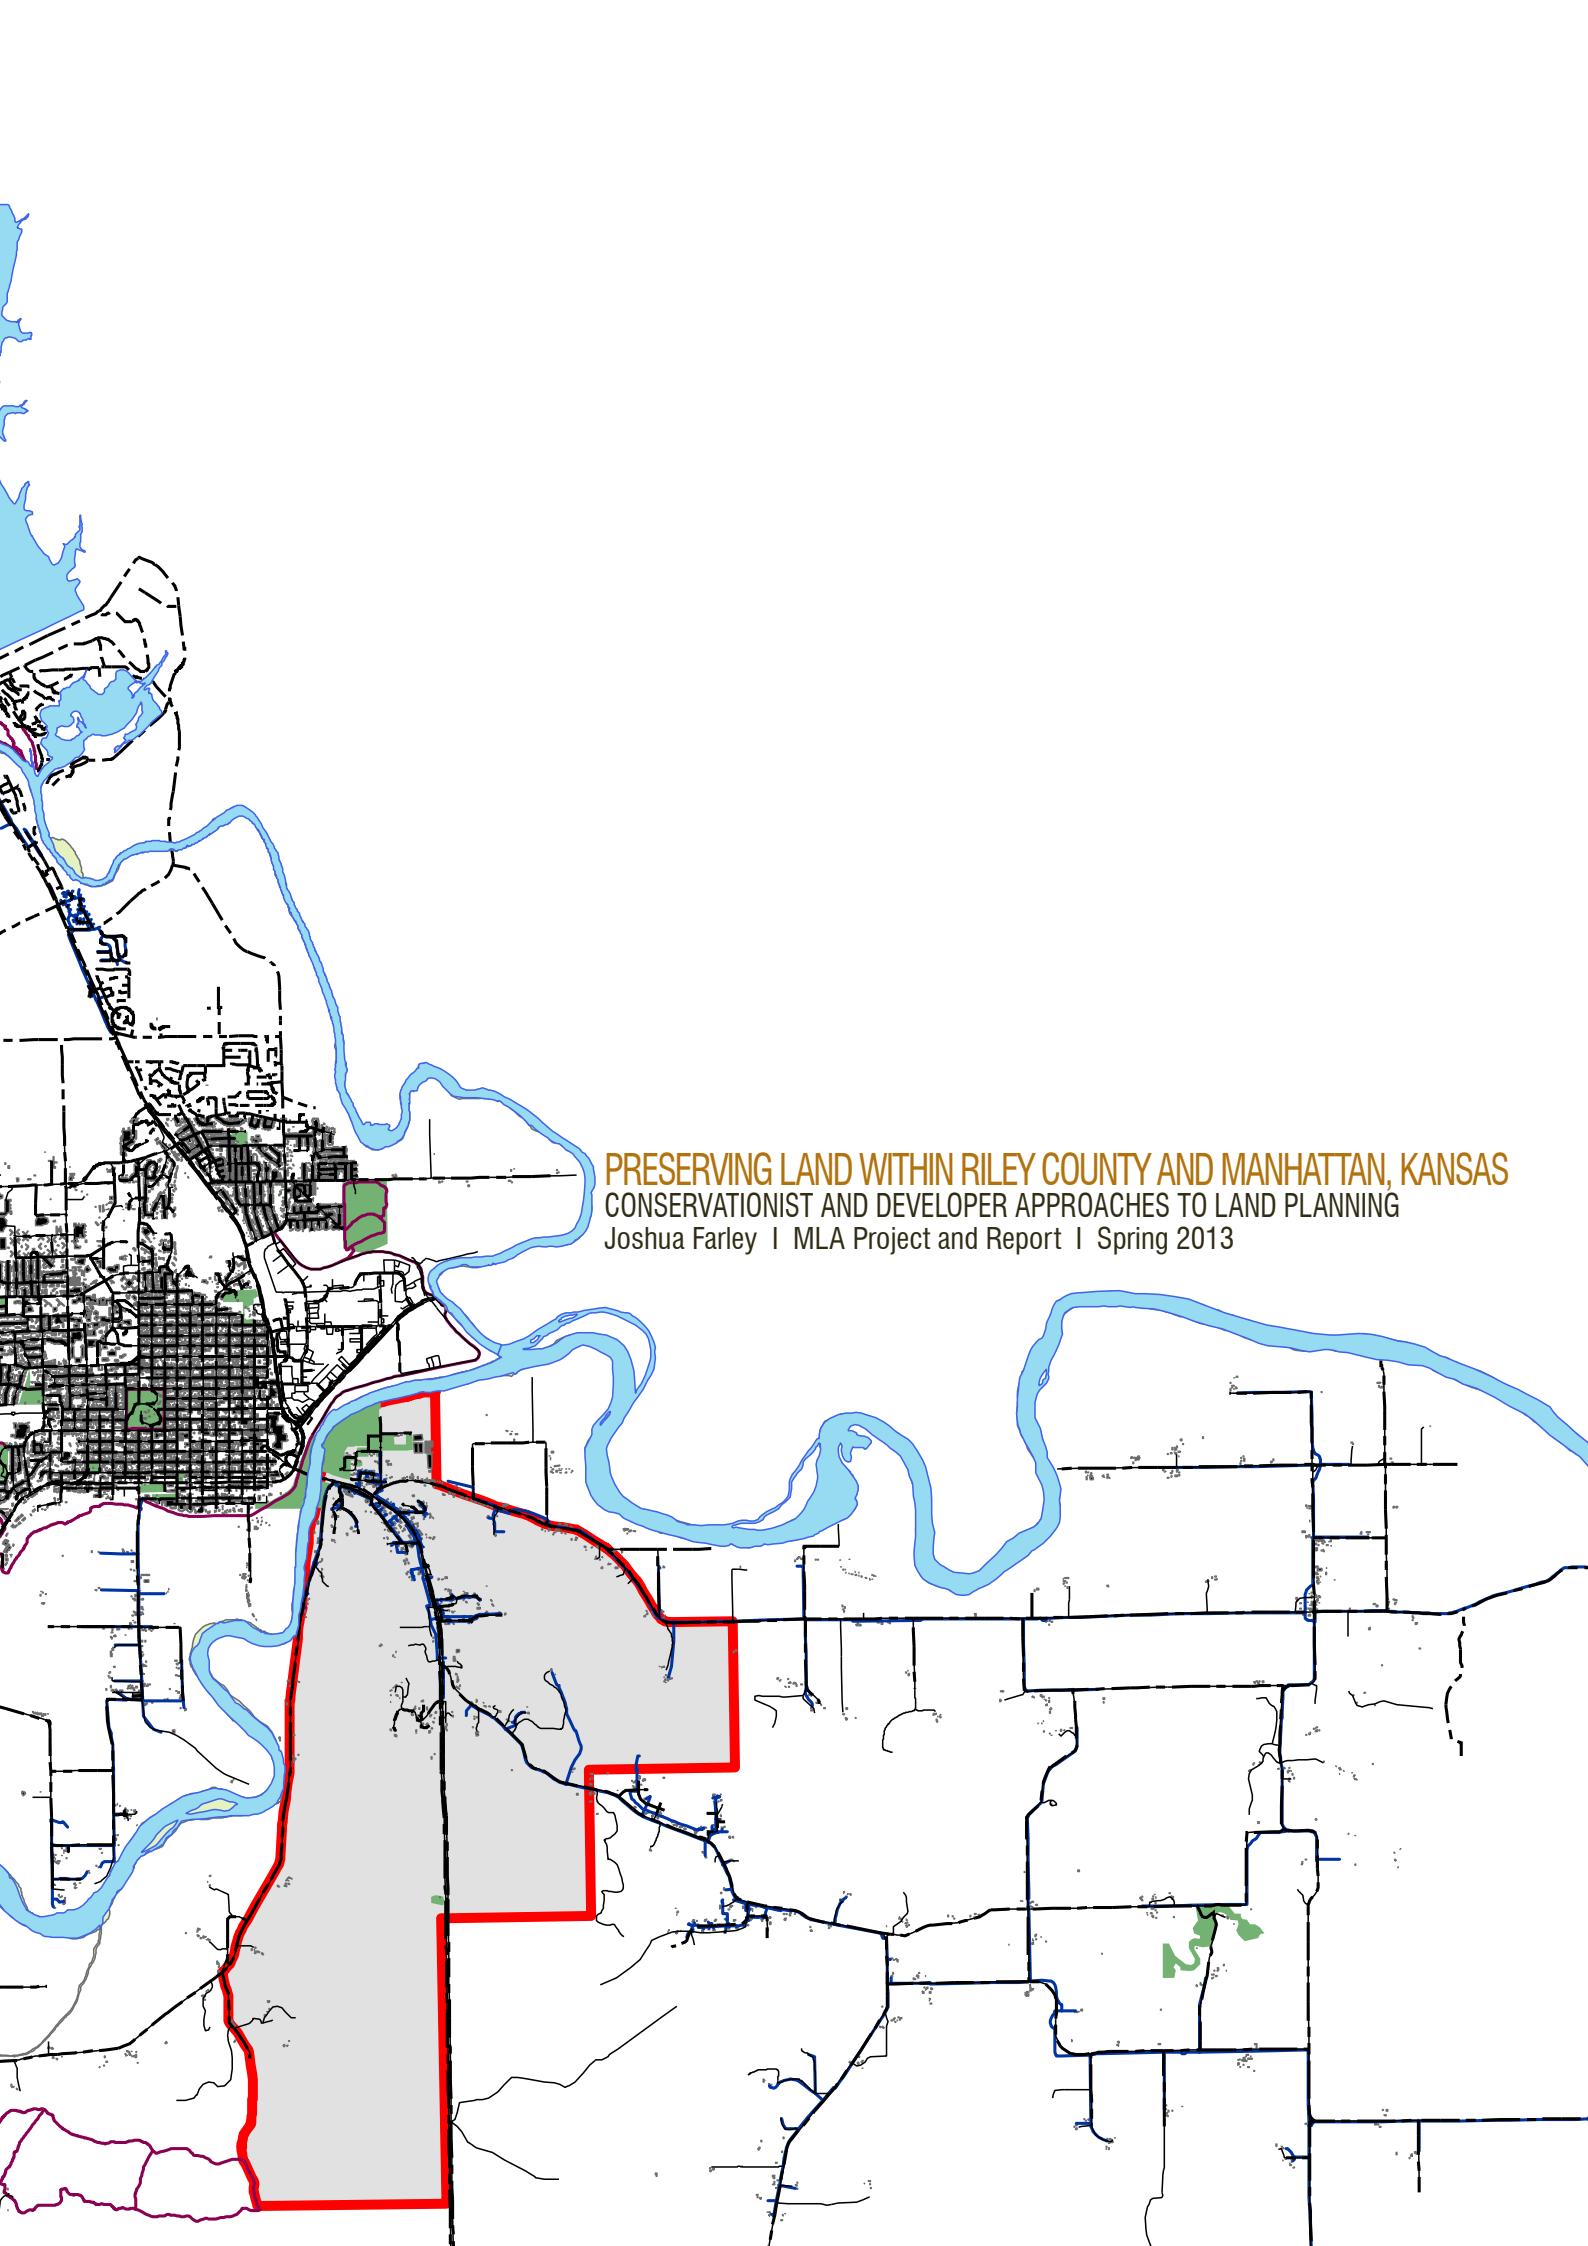 PRESERVING LAND WITHIN RILEY COUNTY AND MANHATTAN, KANSAS
CONSERVATIONIST AND DEVELOPER APPROACHES TO LAND PLANNING
Joshua Farley I MLA Project and Report I Spring 2013